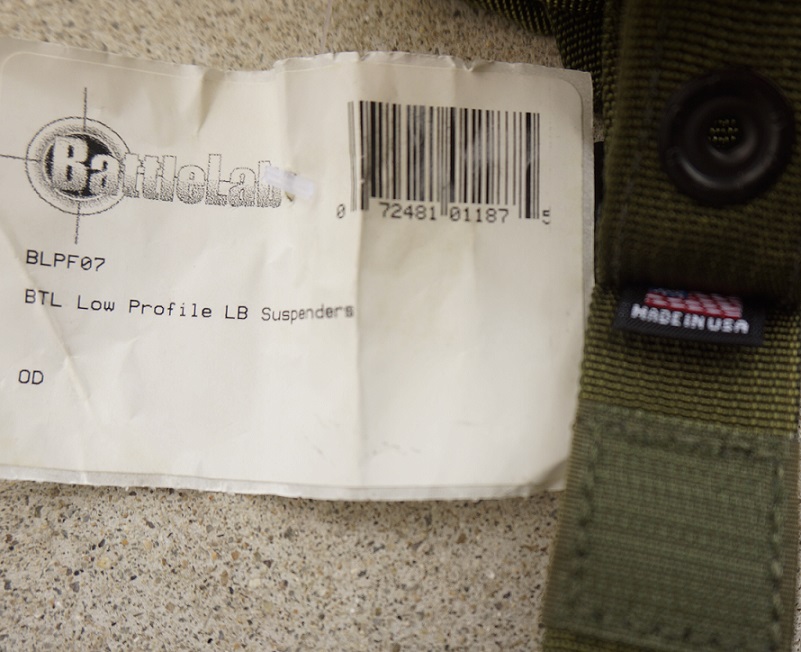 BattleLab
0 72481 01187 5
BLPF07
BTL Low Profile LB Suspenders
OD
MADE IN USA